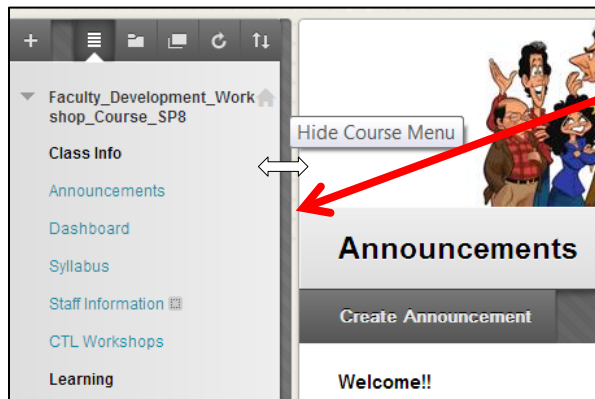 Faculty_Development_Work
shop_Course_SP8
Class Info
Hide Course Menu
Announcements
Dashboard
Syllabus
Staff Information
CTL Workshops
Learning
Announcements
Create Announcement
Welcome!!